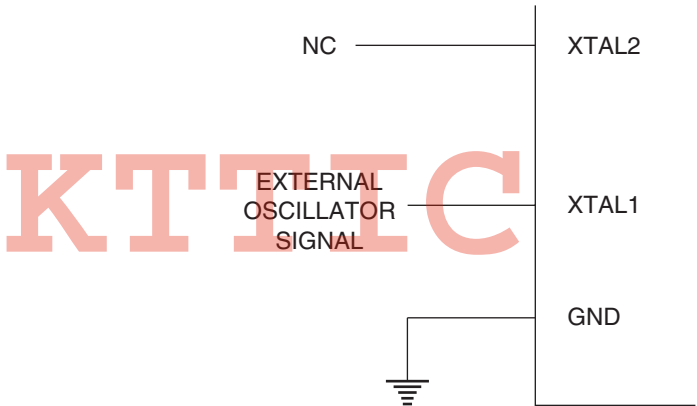 NC
XTAL2
KTTIC
EXTERNAL
OSCILLATOR
SIGNAL
XTAL1
GND